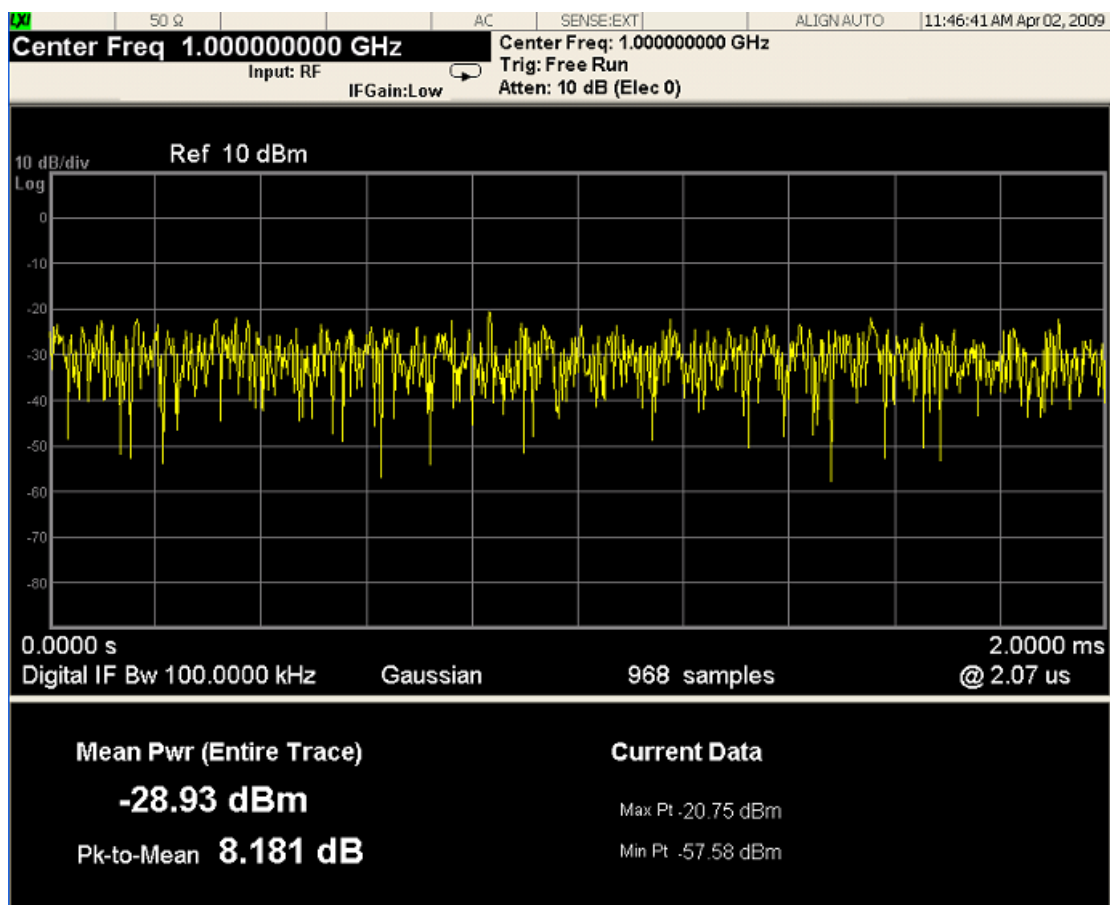 LXI 50 Ω AC SENSE:EXT ALIGN AUTO 11:46:41 AM Apr 02, 2009
Center Freq 1.000000000 GHz
Input: RF
IFGain:Low
Center Freq: 1.000000000 GHz
Trig: Free Run
Atten: 10 dB (Elec 0)
10 dB/div Ref 10 dBm
Log
0
-10
-20
-30
-40
-50
-60
-70
-80
0.0000 s 2.0000 ms
Digital IF Bw 100.0000 kHz Gaussian 968 samples @ 2.07 us
Mean Pwr (Entire Trace)
-28.93 dBm
Pk-to-Mean 8.181 dB
Current Data
Max Pt -20.75 dBm
Min Pt -57.58 dBm